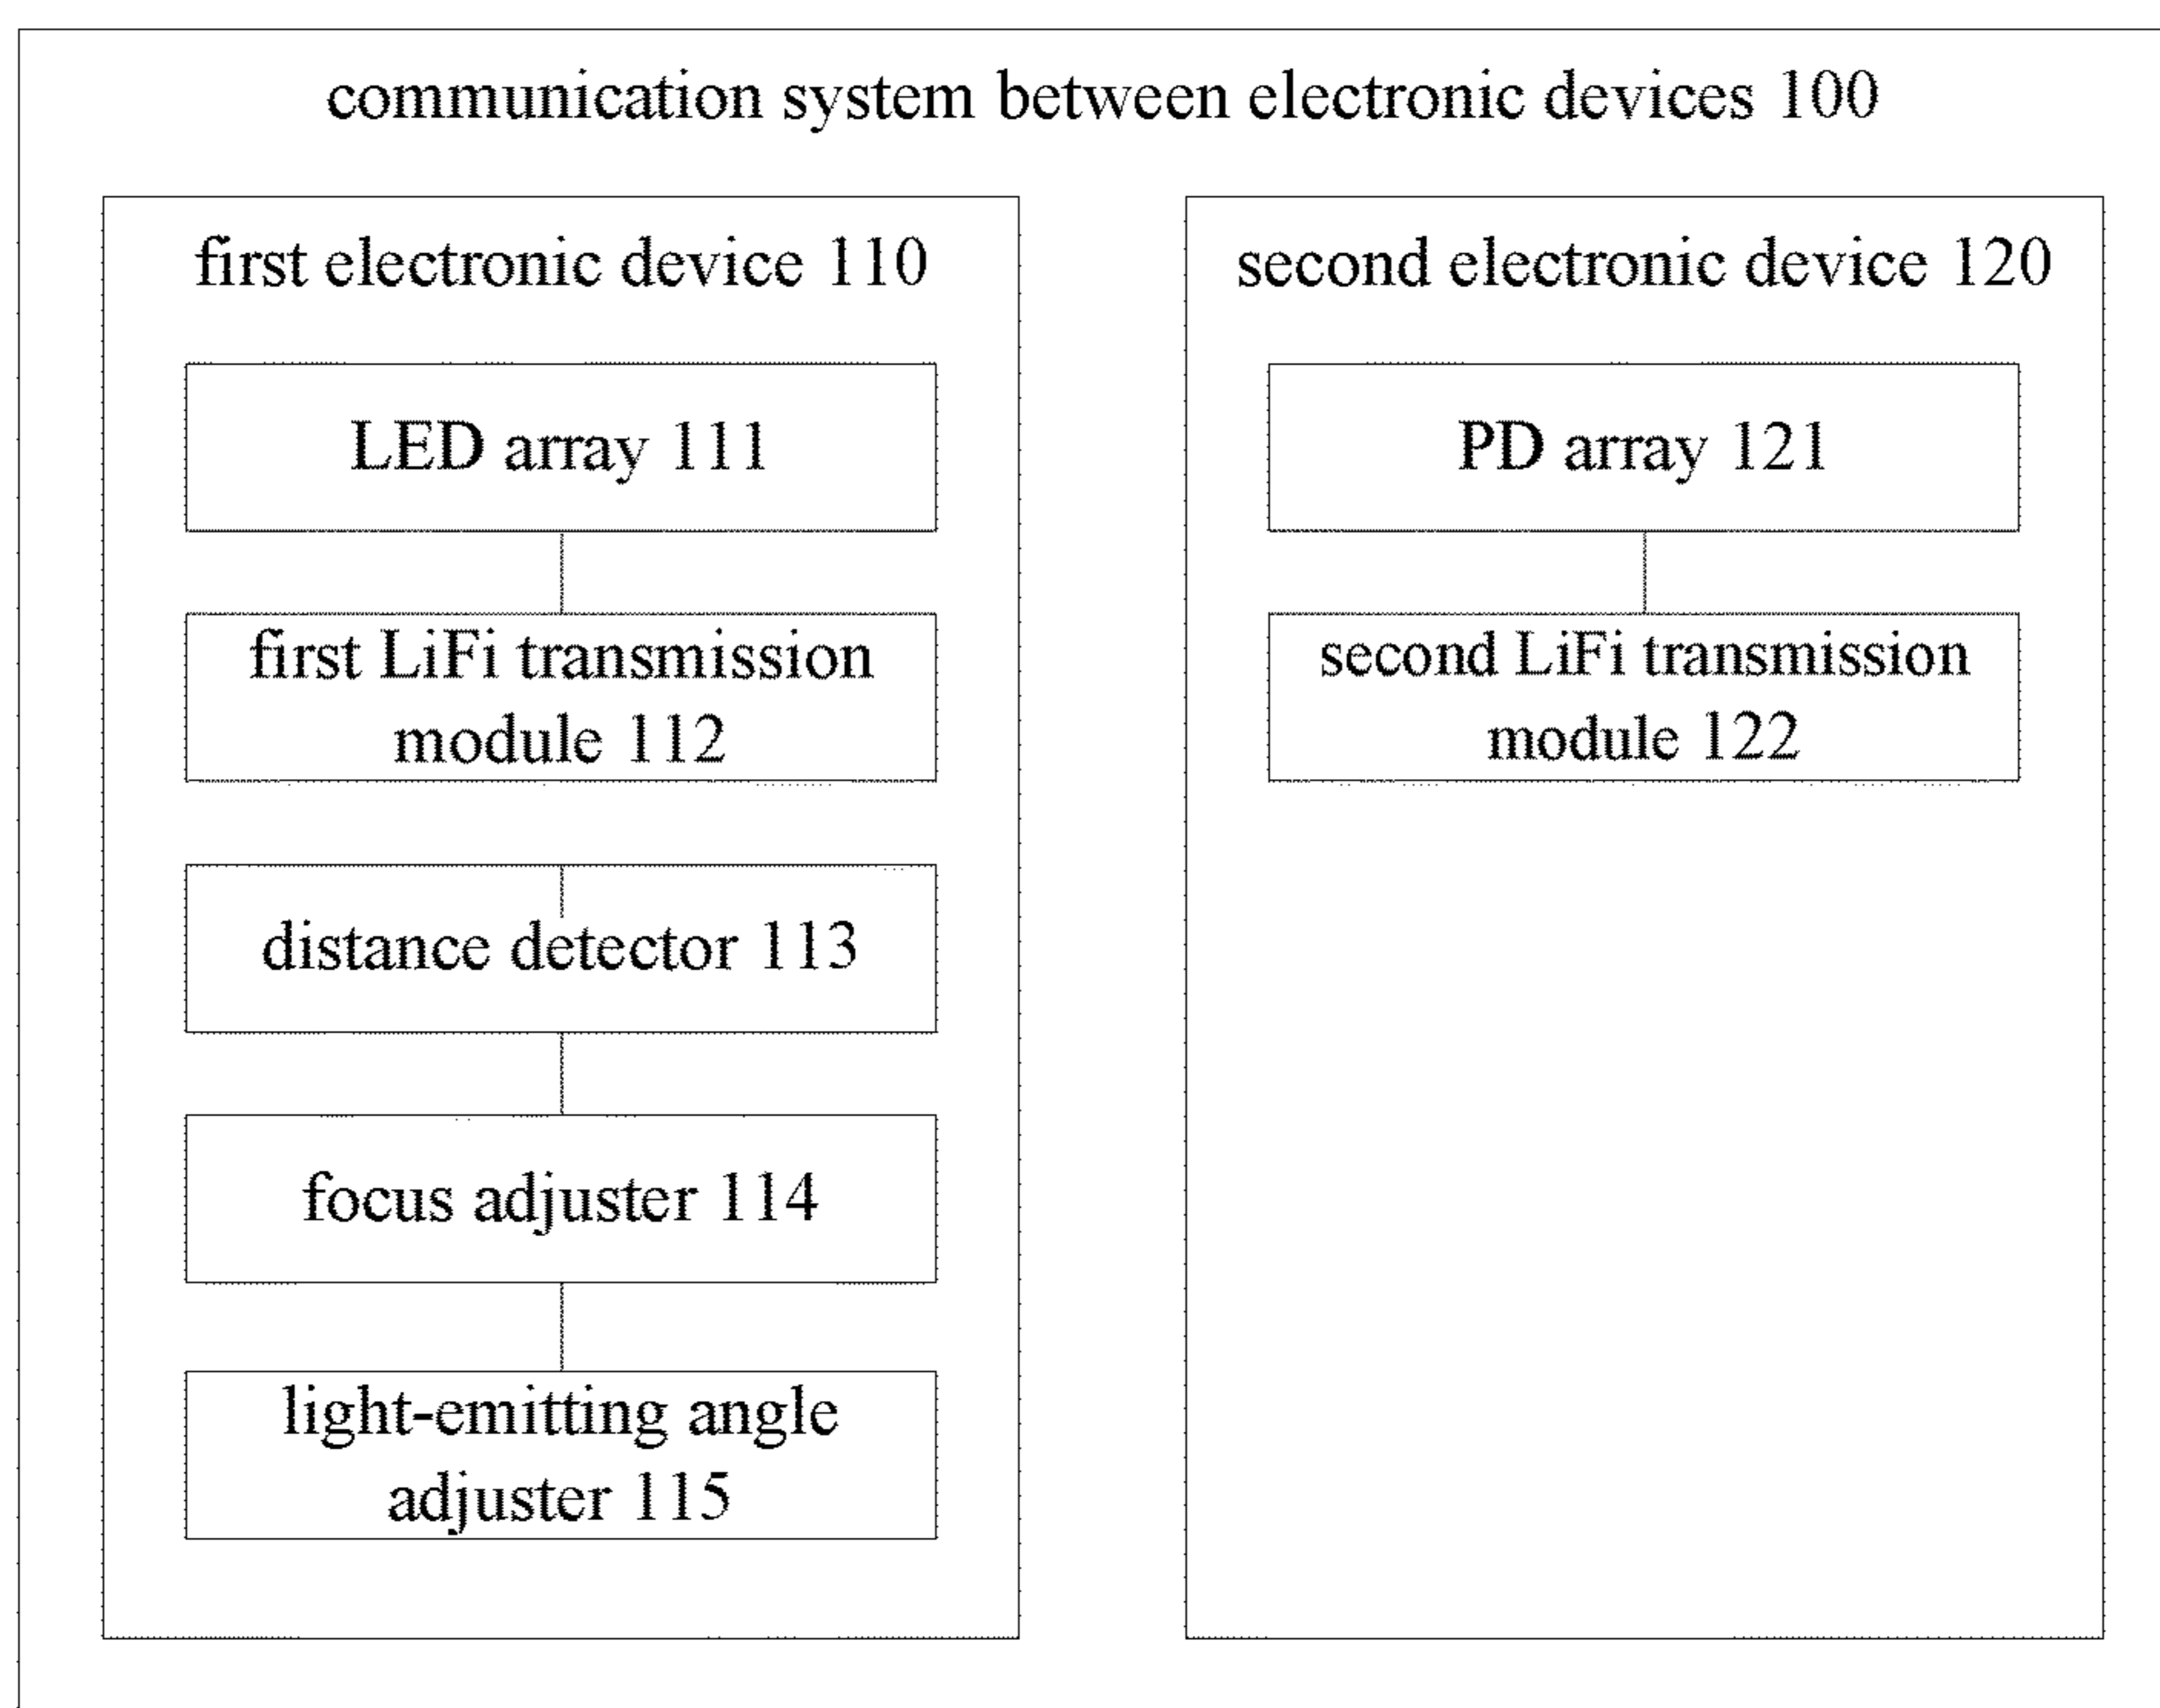 communication system between electronic devices 100
first electronic device 110
LED array 111
first LiFi transmission
module 112
distance detector 113
focus adjuster 114
light-emitting angle
adjuster 115
second electronic device 120
PD array 121
second LiFi transmission
module 122